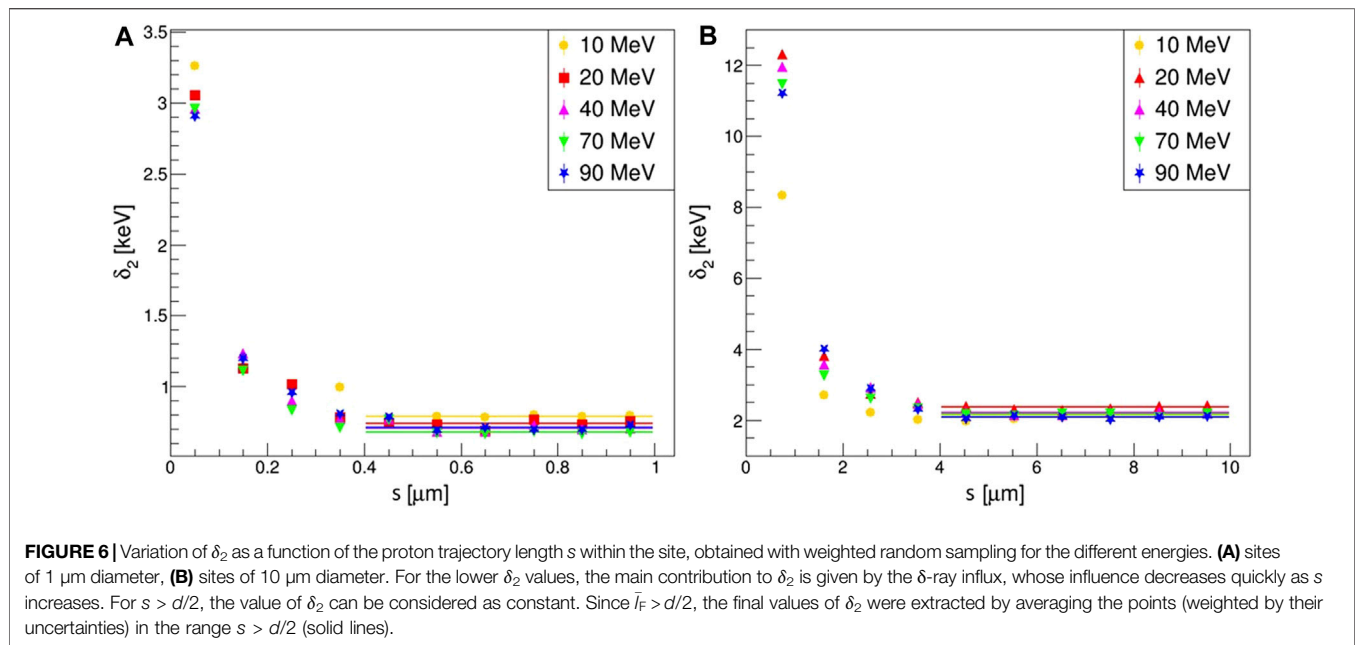 A
3.5
3
2.5
2
1.5
1
δ₂ [keV]
0
0.2
0.4
0.6
0.8
1
s [μm]
10 MeV
20 MeV
40 MeV
70 MeV
90 MeV
B
12
10
8
6
4
2
δ₂ [keV]
0
2
4
6
8
10
s [μm]
10 MeV
20 MeV
40 MeV
70 MeV
90 MeV
FIGURE 6 | Variation of δ₂ as a function of the proton trajectory length s within the site, obtained with weighted random sampling for the different energies. (A) sites
of 1 μm diameter, (B) sites of 10 μm diameter. For the lower δ₂ values, the main contribution to δ₂ is given by the δ-ray influx, whose influence decreases quickly as s
increases. For s > d/2, the value of δ₂ can be considered as constant. Since l̄F > d/2, the final values of δ₂ were extracted by averaging the points (weighted by their
uncertainties) in the range s > d/2 (solid lines).